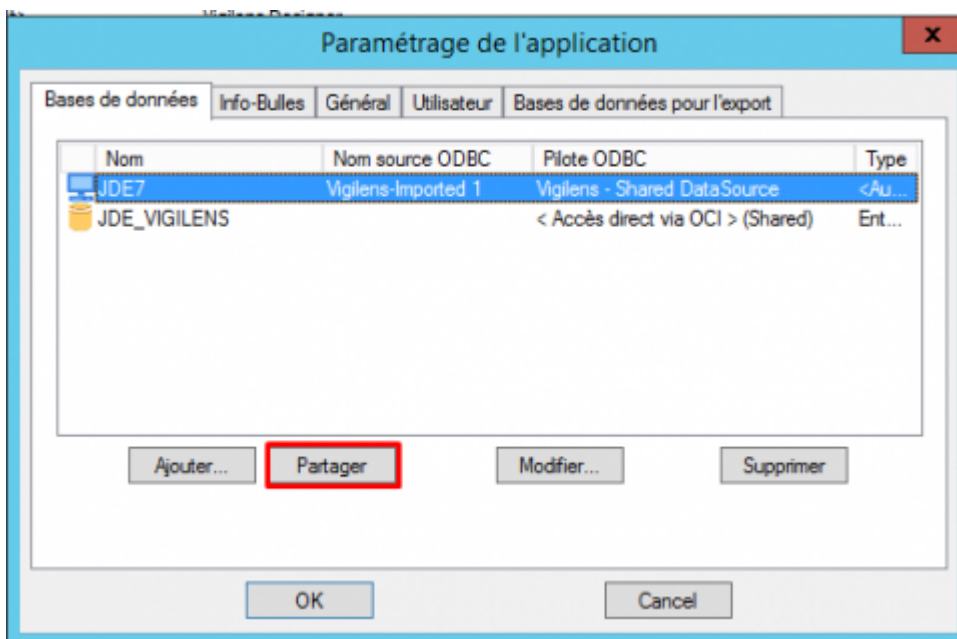 Vigilens Designer
Paramétrage de l'application
x
Bases de données Info-Bulles Général Utilisateur Bases de données pour l'export
Nom Nom source ODBC Pilote ODBC Type
JDE7 Vigilens-Imported 1 Vigilens - Shared DataSource <Au...
JDE_VIGILENS < Accès direct via OCI > (Shared) Ent...
Ajouter... Partager Modifier... Supprimer
OK Cancel